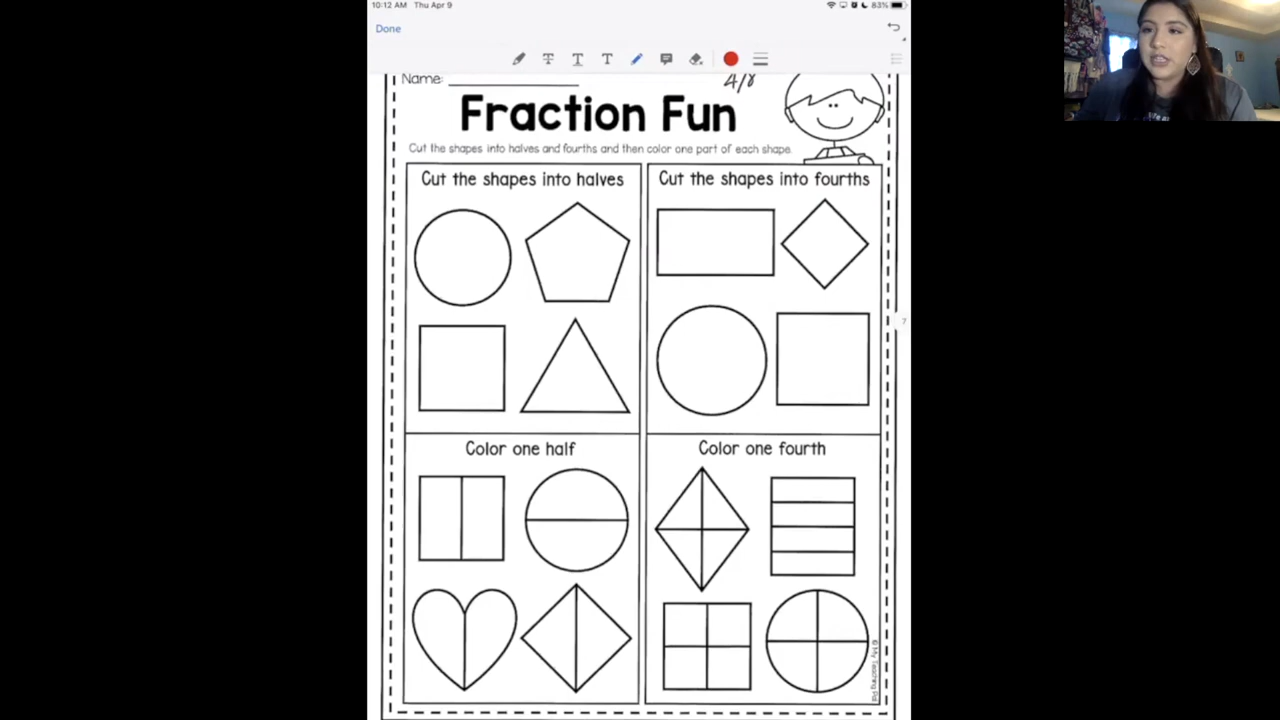 10:12 AM Thu Apr 9
83%
Done
T T T
Name:
4/8
Fraction Fun
Cut the shapes into halves and fourths and then color one part of each shape.
Cut the shapes into halves
Cut the shapes into fourths
7
Color one half
Color one fourth